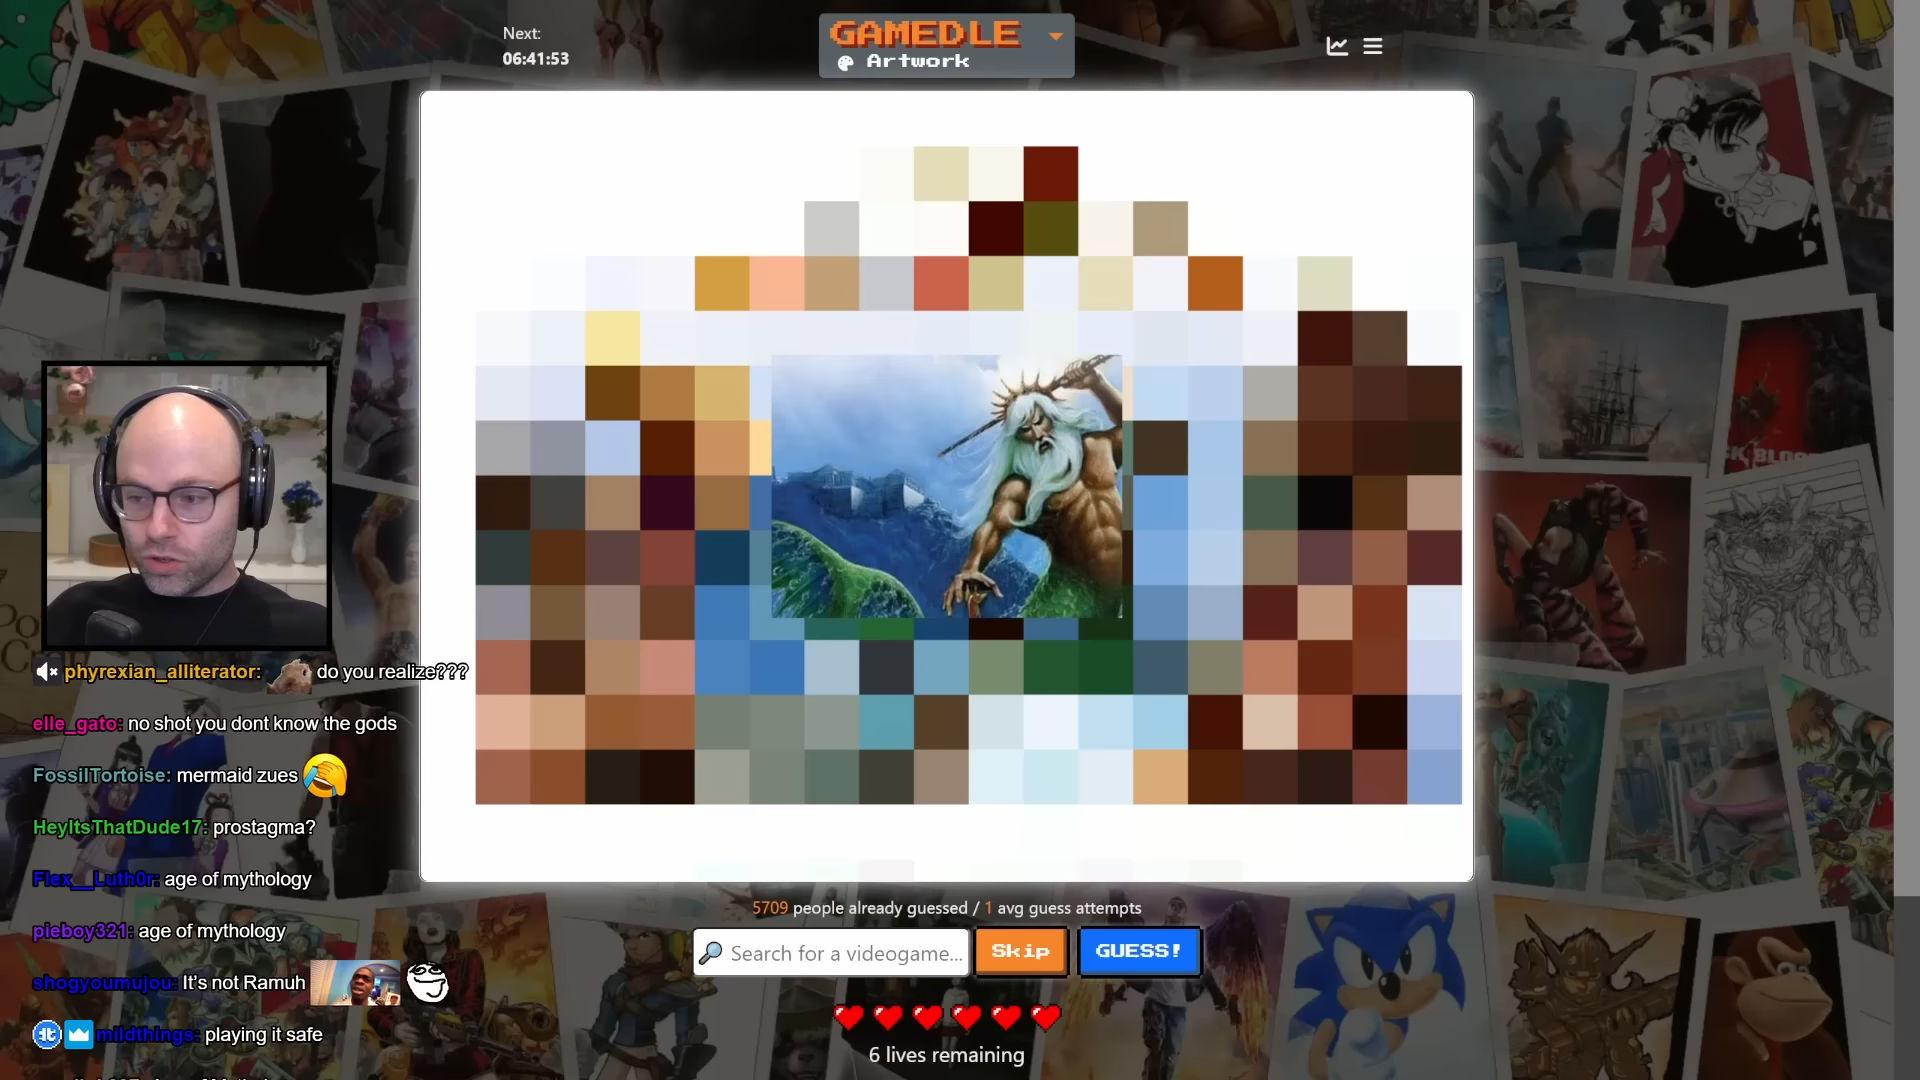 Next:
06:41:53
GAMEDLE
Artwork
phyrexian_alliterator: do you realize???
elle_gato: no shot you dont know the gods
FossilTortoise: mermaid zues
HeyItsThatDude17: prostagma?
Flex__Luth0r: age of mythology
pieboy321: age of mythology
shogyoumujou: It's not Ramuh
mildthings: playing it safe
5709 people already guessed / 1 avg guess attempts
Search for a videogame...
Skip
GUESS!
6 lives remaining